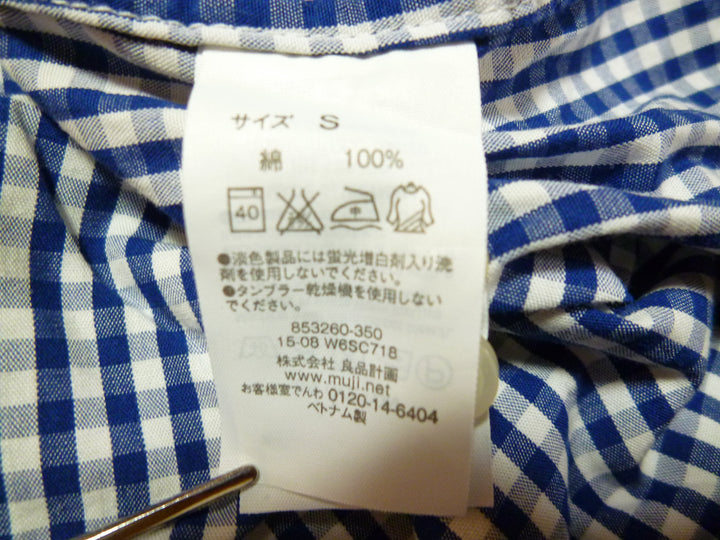 サイズ S
綿 100%
40 中
●淡色製品には蛍光増白剤入り洗
剤を使用しないでください。
●タンブラー乾燥機を使用しない
でください。
853260-350
15-08 W6SC718
株式会社 良品計画
www.muji.net
お客様室でんわ 0120-14-6404
ベトナム製